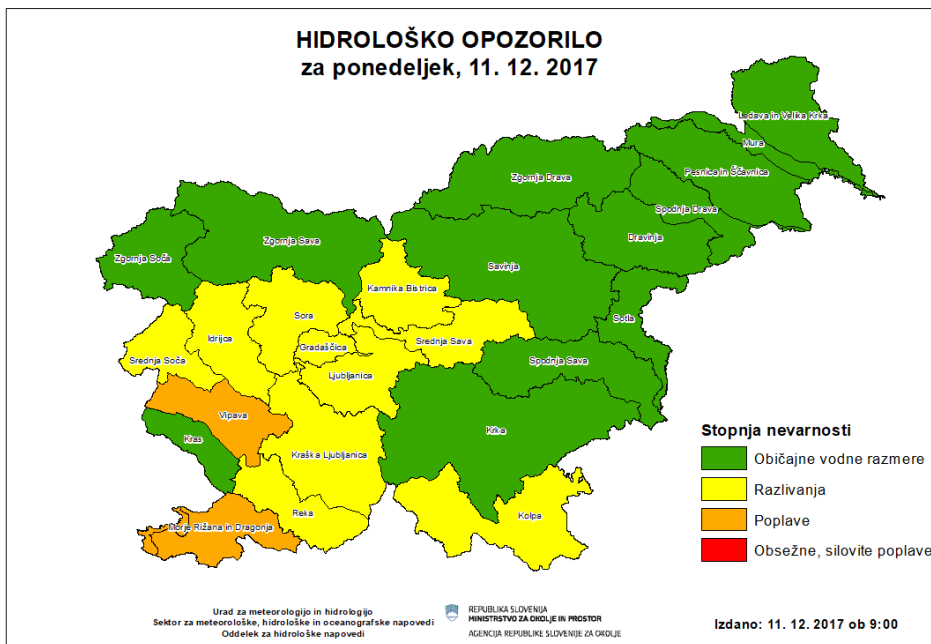 HIDROLOŠKO OPOZORILO
za ponedeljek, 11. 12. 2017
Ledava in Velika Krka
Mura
Pesnica in Ščavnica
Zgornja Drava
Spodnja Drava
Dravinja
Zgornja Sava
Zgornja Soča
Savinja
Kamnika Bistrica
Sora
Sotla
Idrijca
Gradaščica
Srednja Sava
Srednja Soča
Spodnja Sava
Ljubljanica
Vipava
Krka
Kras
Kraška Ljubljanica
Reka
Kolpa
Morje Rižana in Dragonja
Stopnja nevarnosti
Običajne vodne razmere
Razlivanja
Poplave
Obsežne, silovite poplave
Urad za meteorologijo in hidrologijo
Sektor za meteorološke, hidrološke in oceanografske napovedi
Oddelek za hidrološke napovedi
REPUBLIKA SLOVENIJA
MINISTRSTVO ZA OKOLJE IN PROSTOR
AGENCIJA REPUBLIKE SLOVENIJE ZA OKOLJE
Izdano: 11. 12. 2017 ob 9:00